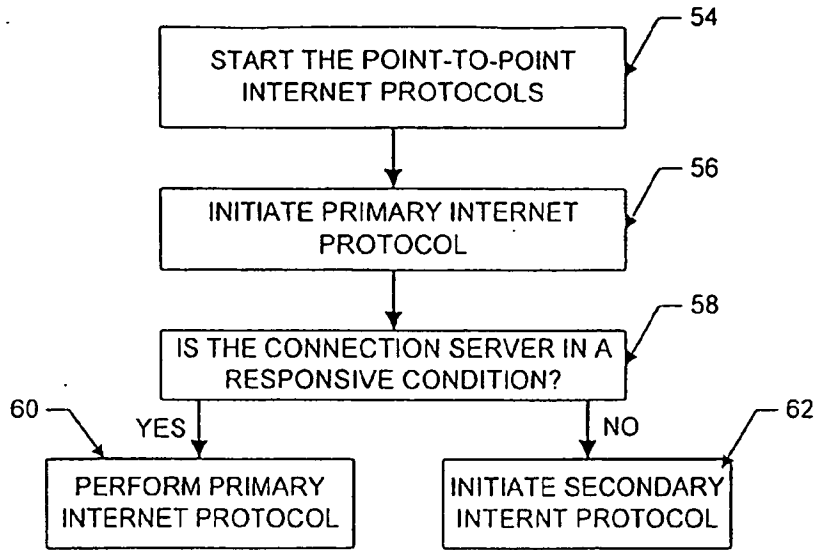 54
START THE POINT-TO-POINT
INTERNET PROTOCOLS
56
INITIATE PRIMARY INTERNET
PROTOCOL
58
IS THE CONNECTION SERVER IN A
RESPONSIVE CONDITION?
60
YES
NO
62
PERFORM PRIMARY
INTERNET PROTOCOL
INITIATE SECONDARY
INTERNT PROTOCOL